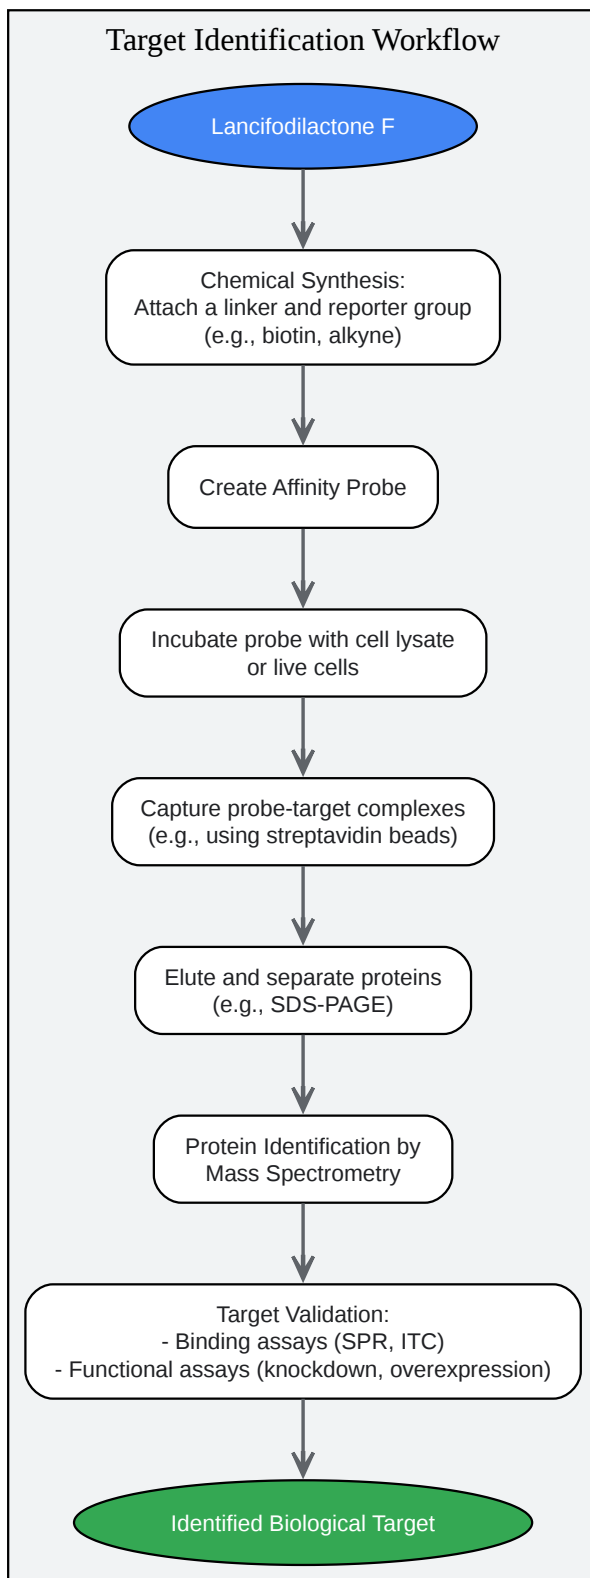 Target Identification Workflow
Lancifodilactone F
Chemical Synthesis:
Attach a linker and reporter group
(e.g., biotin, alkyne)
Create Affinity Probe
Incubate probe with cell lysate
or live cells
Capture probe-target complexes
(e.g., using streptavidin beads)
Elute and separate proteins
(e.g., SDS-PAGE)
Protein Identification by
Mass Spectrometry
Target Validation:
- Binding assays (SPR, ITC)
- Functional assays (knockdown, overexpression)
Identified Biological Target